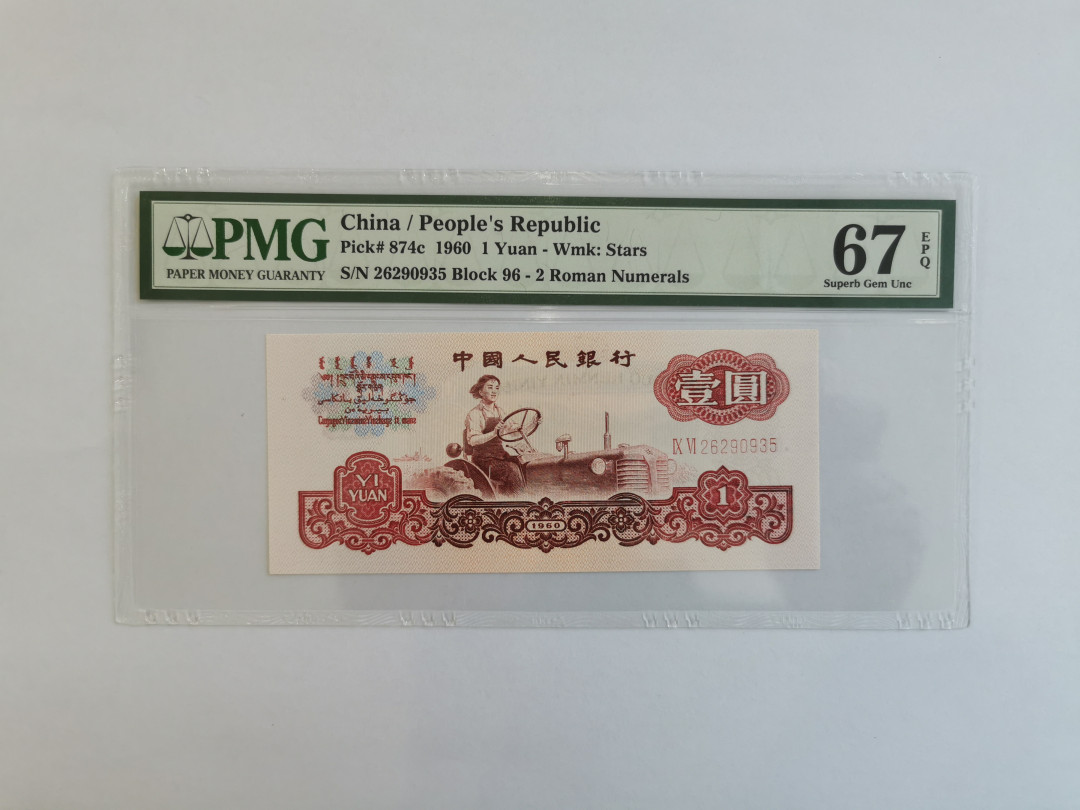 PMG
PAPER MONEY GUARANTY
China / People's Republic
Pick# 874c 1960 1 Yuan - Wmk: Stars
S/N 26290935 Block 96 - 2 Roman Numerals
67
EPQ
Superb Gem Unc
中國人民銀行
壹圓
IX VI 26290935
YI
YUAN
1
1960